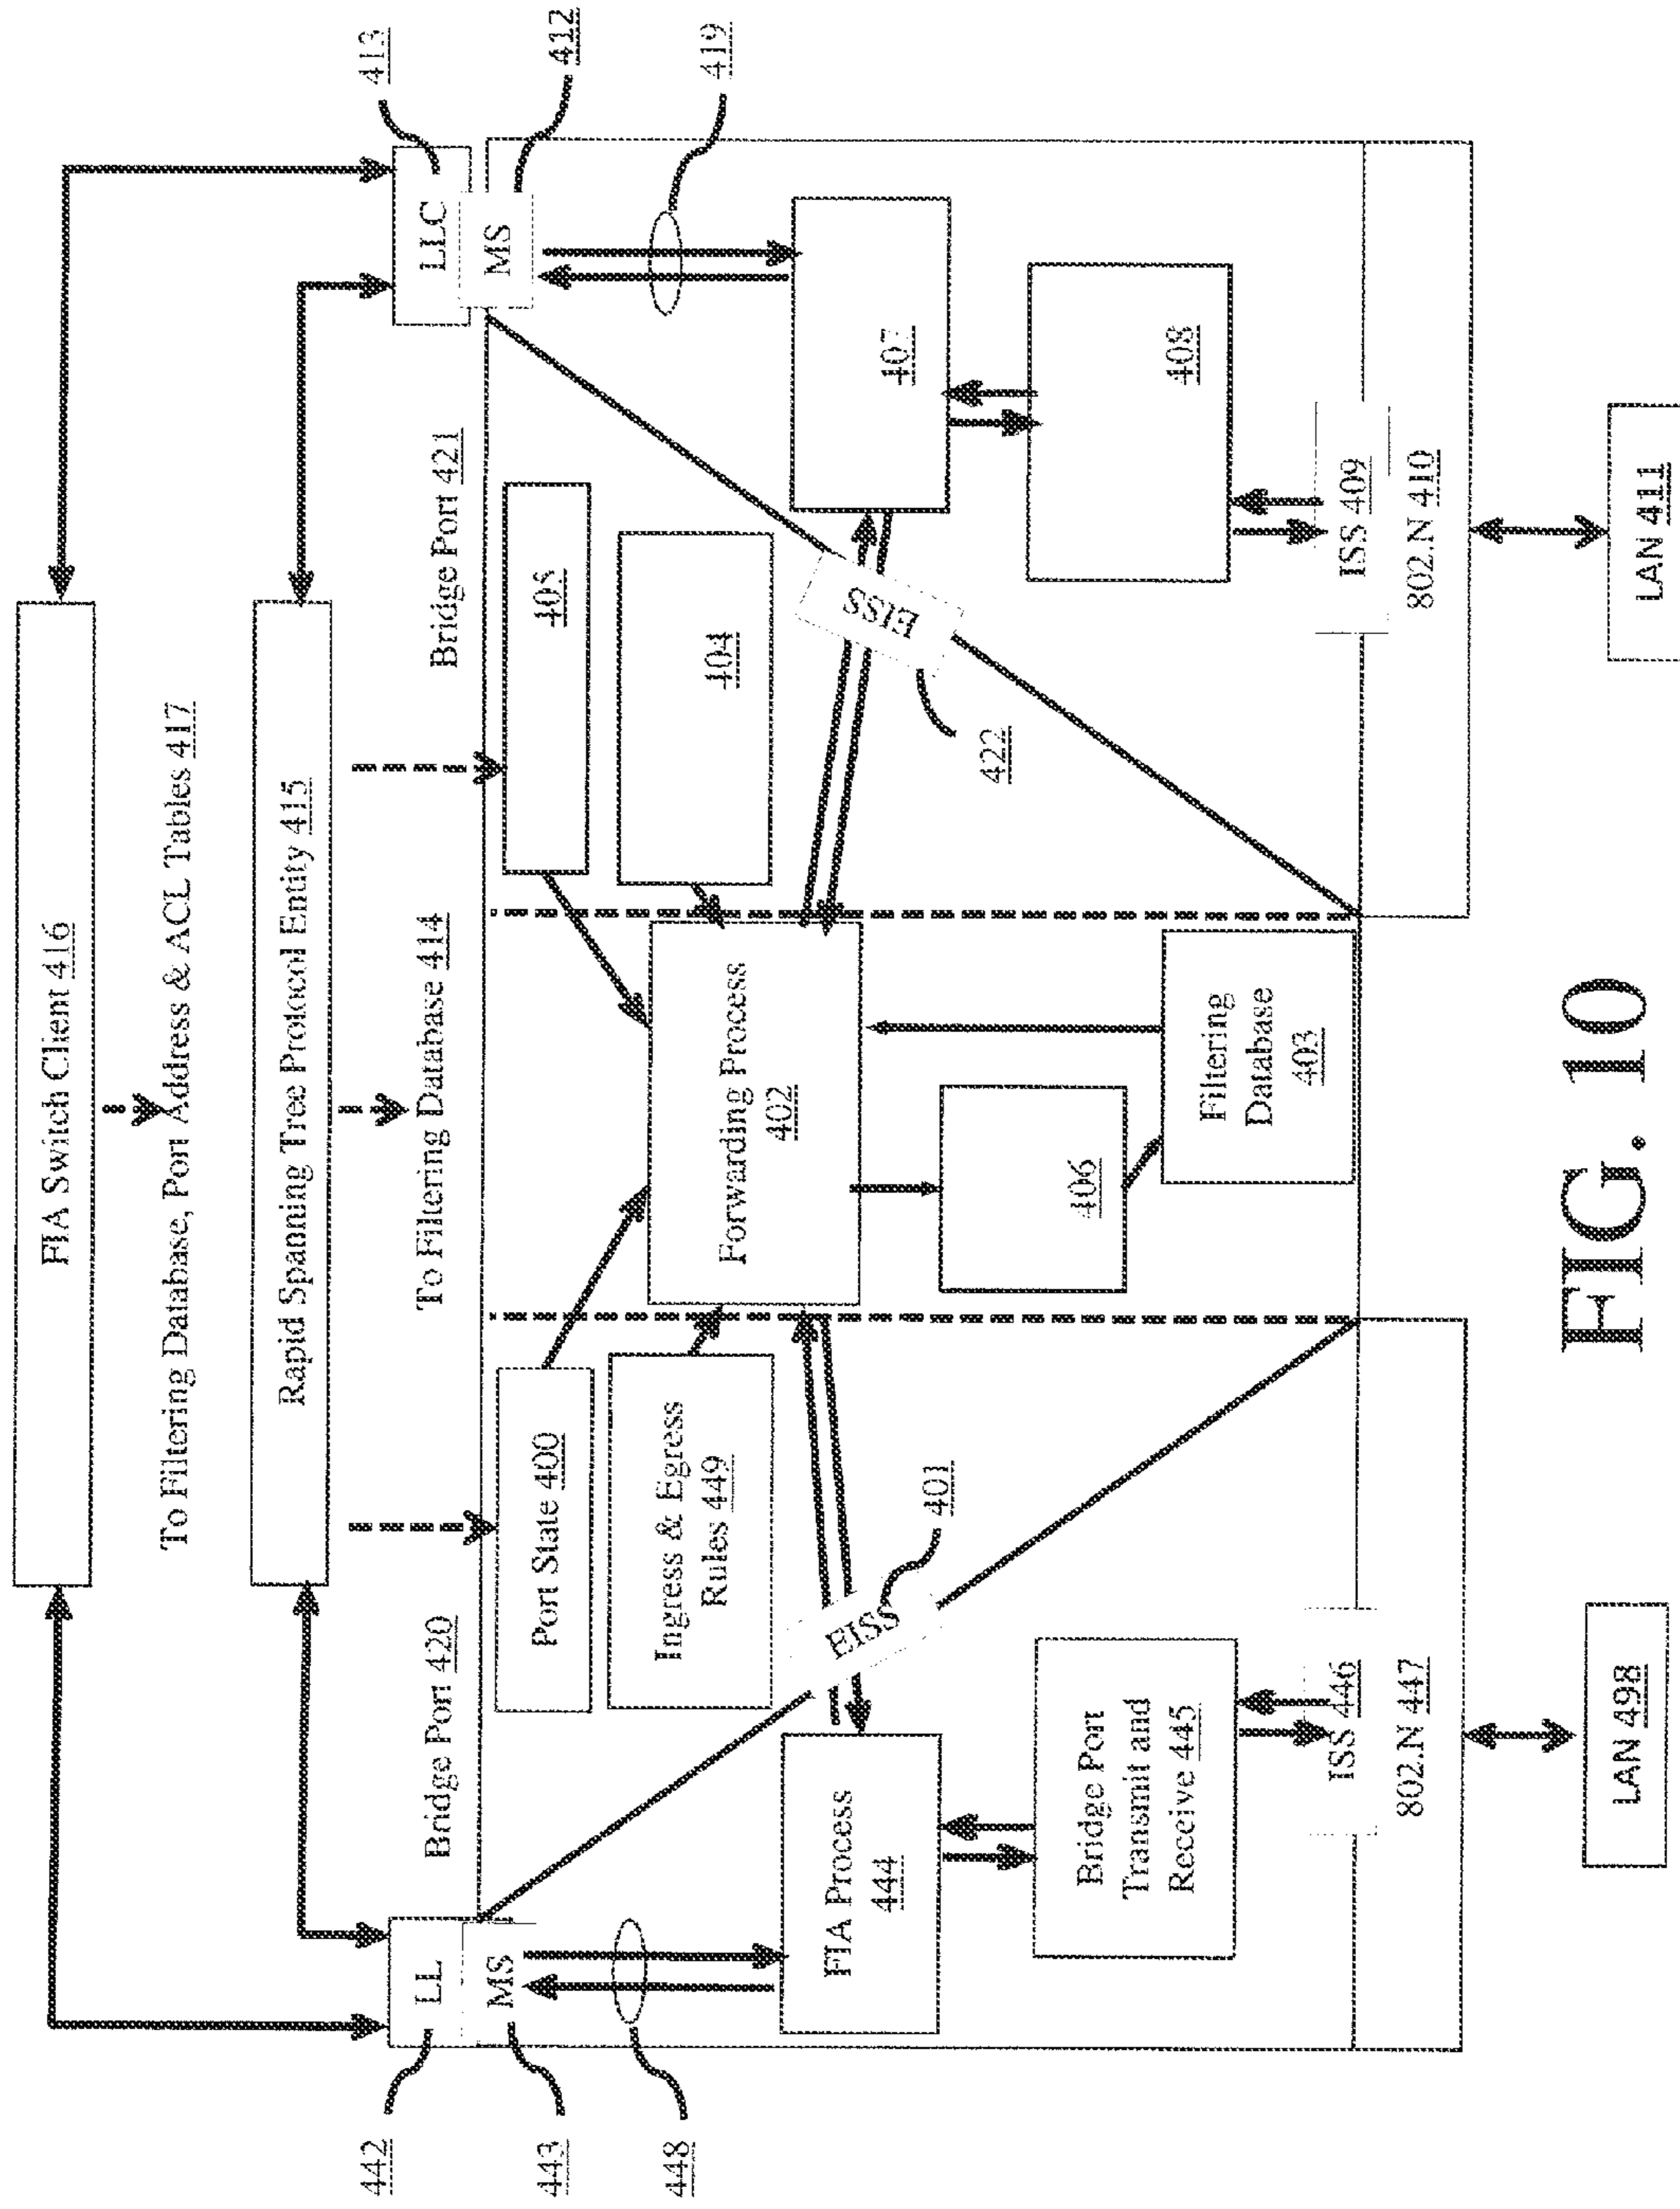 FIA Switch Client 416
To Filtering Database, Port Address & ACL Tables 417
Rapid Spanning Tree Protocol Entity 415
To Filtering Database 414
Bridge Port 420
Bridge Port 421
442
LL
443
MS
448
LLC
413
MS
412
419
Port State 400
405
Ingress & Egress
Rules 449
404
Forwarding Process
402
EISS
401
EISS
422
FIA Process
444
407
Bridge Port
Transmit and
Receive 445
406
Filtering
Database
403
408
ISS 446
802.N 447
ISS 409
802.N 410
LAN 498
LAN 411
FIG. 10